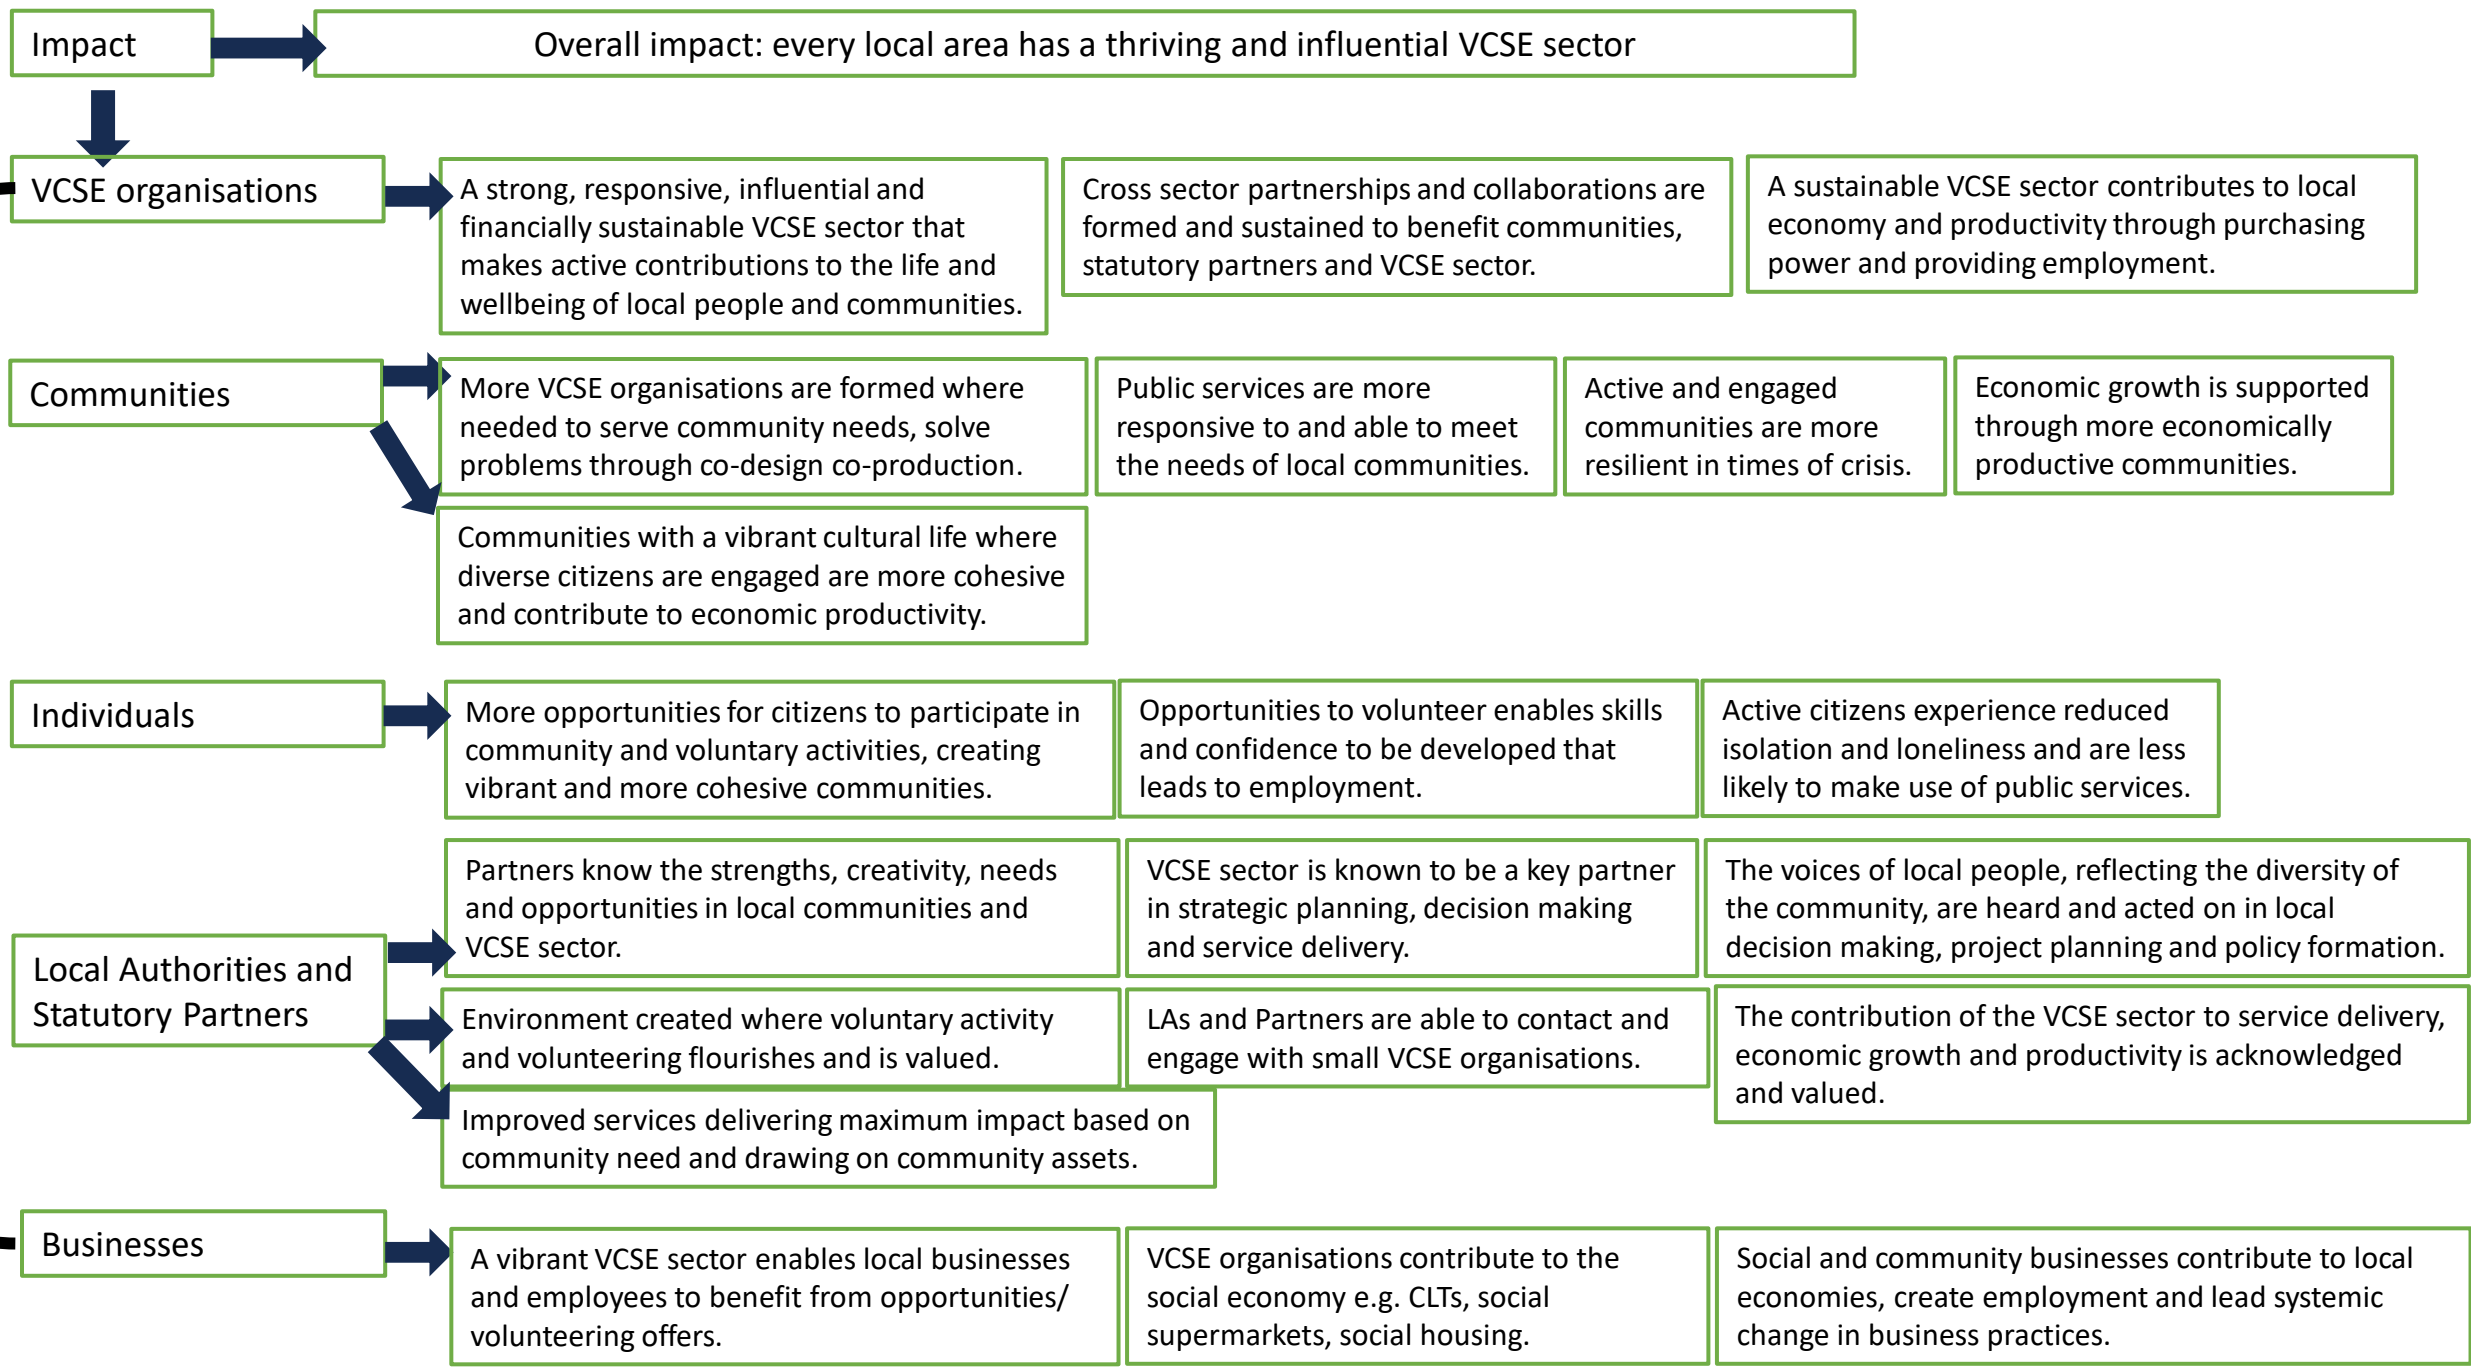 Impact
Overall impact: every local area has a thriving and influential VCSE sector
VCSE organisations
A strong, responsive, influential and
financially sustainable VCSE sector that
makes active contributions to the life and
wellbeing of local people and communities.
Cross sector partnerships and collaborations are
formed and sustained to benefit communities,
statutory partners and VCSE sector.
A sustainable VCSE sector contributes to local
economy and productivity through purchasing
power and providing employment.
Communities
More VCSE organisations are formed where
needed to serve community needs, solve
problems through co-design co-production.
Public services are more
responsive to and able to meet
the needs of local communities.
Active and engaged
communities are more
resilient in times of crisis.
Economic growth is supported
through more economically
productive communities.
Communities with a vibrant cultural life where
diverse citizens are engaged are more cohesive
and contribute to economic productivity.
Individuals
More opportunities for citizens to participate in
community and voluntary activities, creating
vibrant and more cohesive communities.
Opportunities to volunteer enables skills
and confidence to be developed that
leads to employment.
Active citizens experience reduced
isolation and loneliness and are less
likely to make use of public services.
Local Authorities and
Statutory Partners
Partners know the strengths, creativity, needs
and opportunities in local communities and
VCSE sector.
VCSE sector is known to be a key partner
in strategic planning, decision making
and service delivery.
The voices of local people, reflecting the diversity of
the community, are heard and acted on in local
decision making, project planning and policy formation.
Environment created where voluntary activity
and volunteering flourishes and is valued.
LAs and Partners are able to contact and
engage with small VCSE organisations.
The contribution of the VCSE sector to service delivery,
economic growth and productivity is acknowledged
and valued.
Improved services delivering maximum impact based on
community need and drawing on community assets.
Businesses
A vibrant VCSE sector enables local businesses
and employees to benefit from opportunities/
volunteering offers.
VCSE organisations contribute to the
social economy e.g. CLTs, social
supermarkets, social housing.
Social and community businesses contribute to local
economies, create employment and lead systemic
change in business practices.